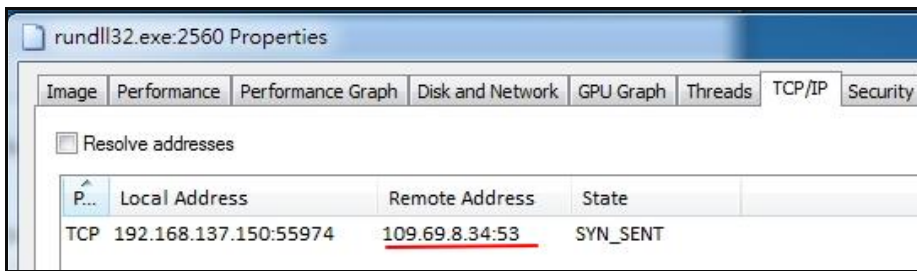 rundll32.exe:2560 Properties
Image Performance Performance Graph Disk and Network GPU Graph Threads TCP/IP Security
Resolve addresses
P... Local Address Remote Address State
TCP 192.168.137.150:55974 109.69.8.34:53 SYN_SENT